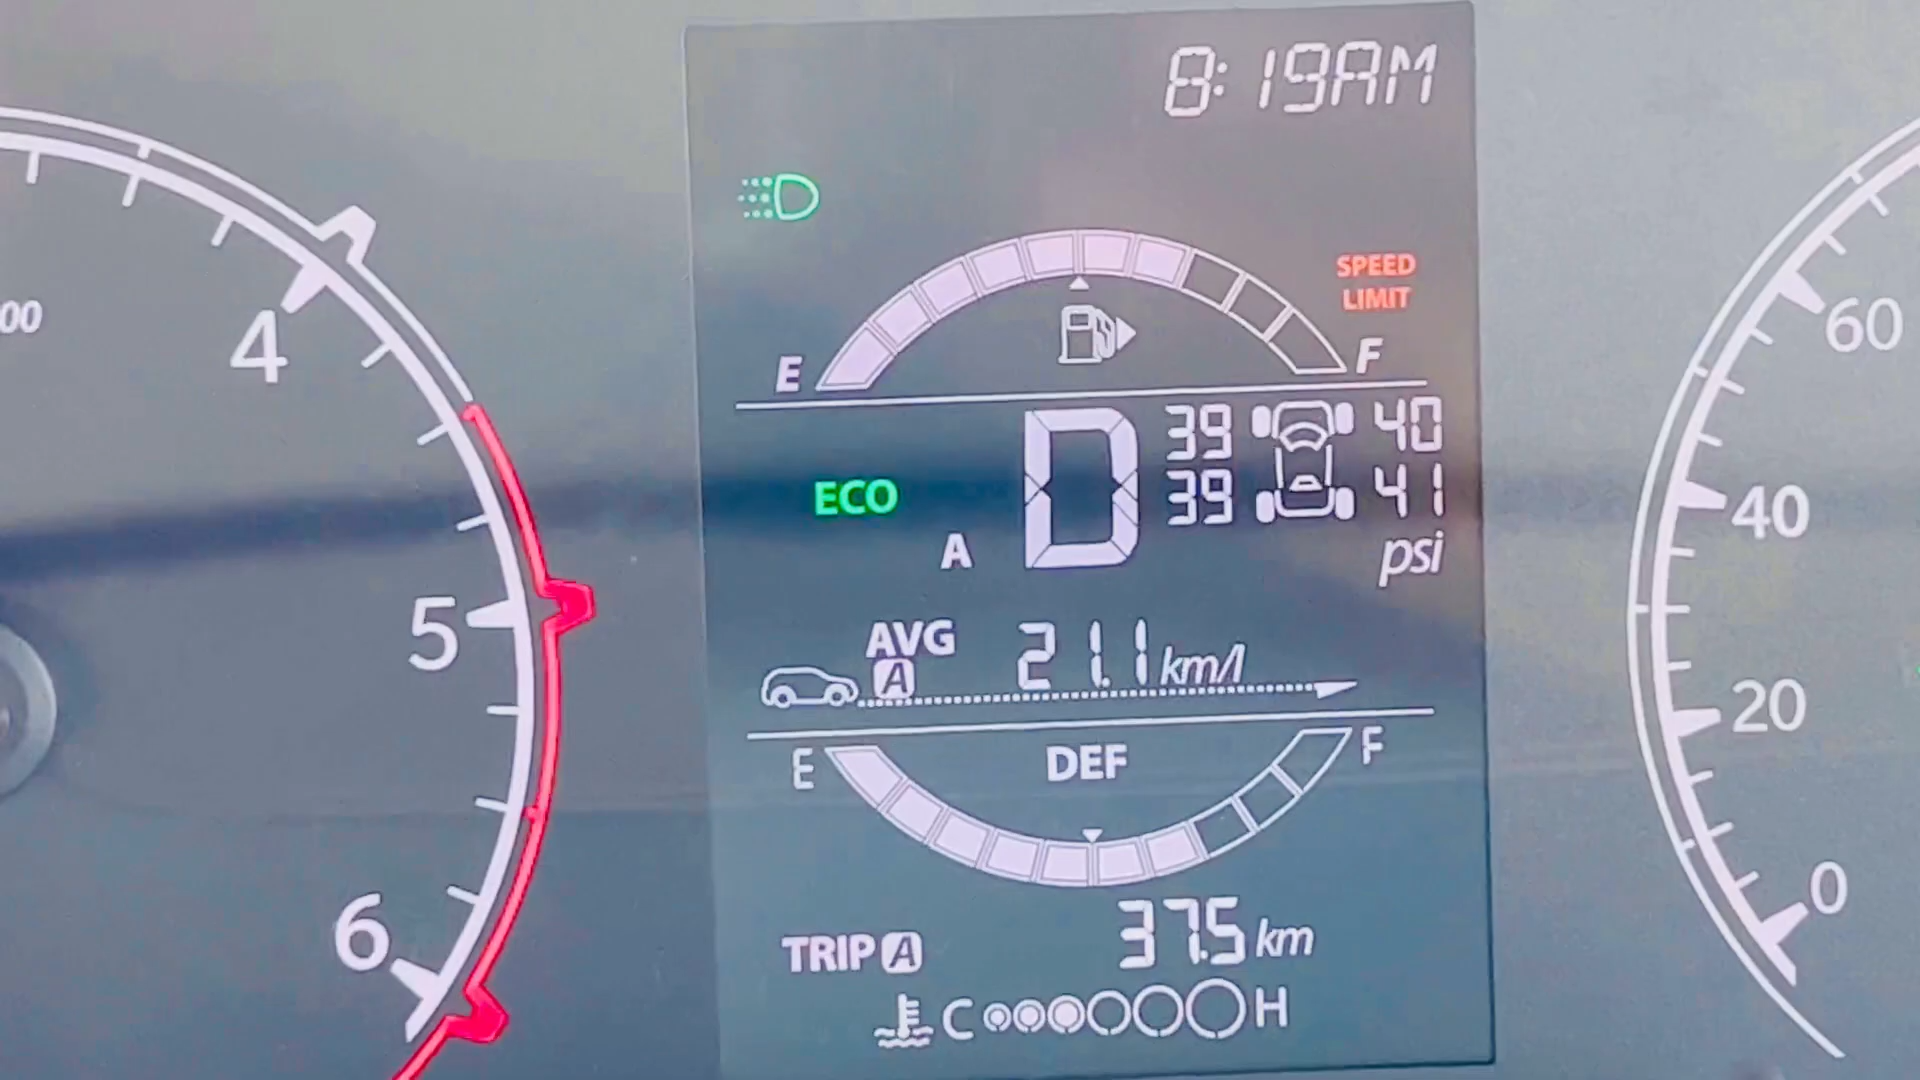 8:19AM
SPEED
LIMIT
E F
39 40
39 41
psi
D
ECO
A
AVG
A
21.1 km/l
E DEF F
TRIP A 37.5 km
C H
00
4
5
6
60
40
20
0